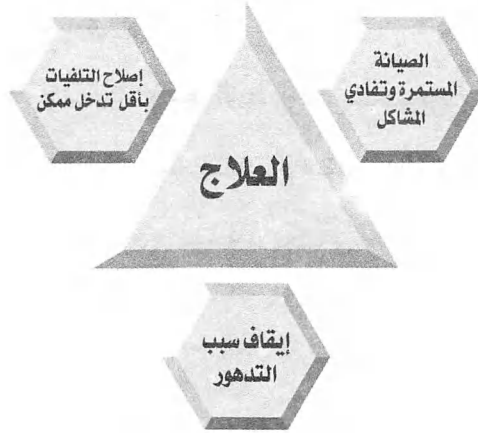 الصيانة
المستمرة وتفادي
المشاكل
إصلاح التلفيات
بأقل تدخل ممكن
العلاج
إيقاف سبب
التدهور